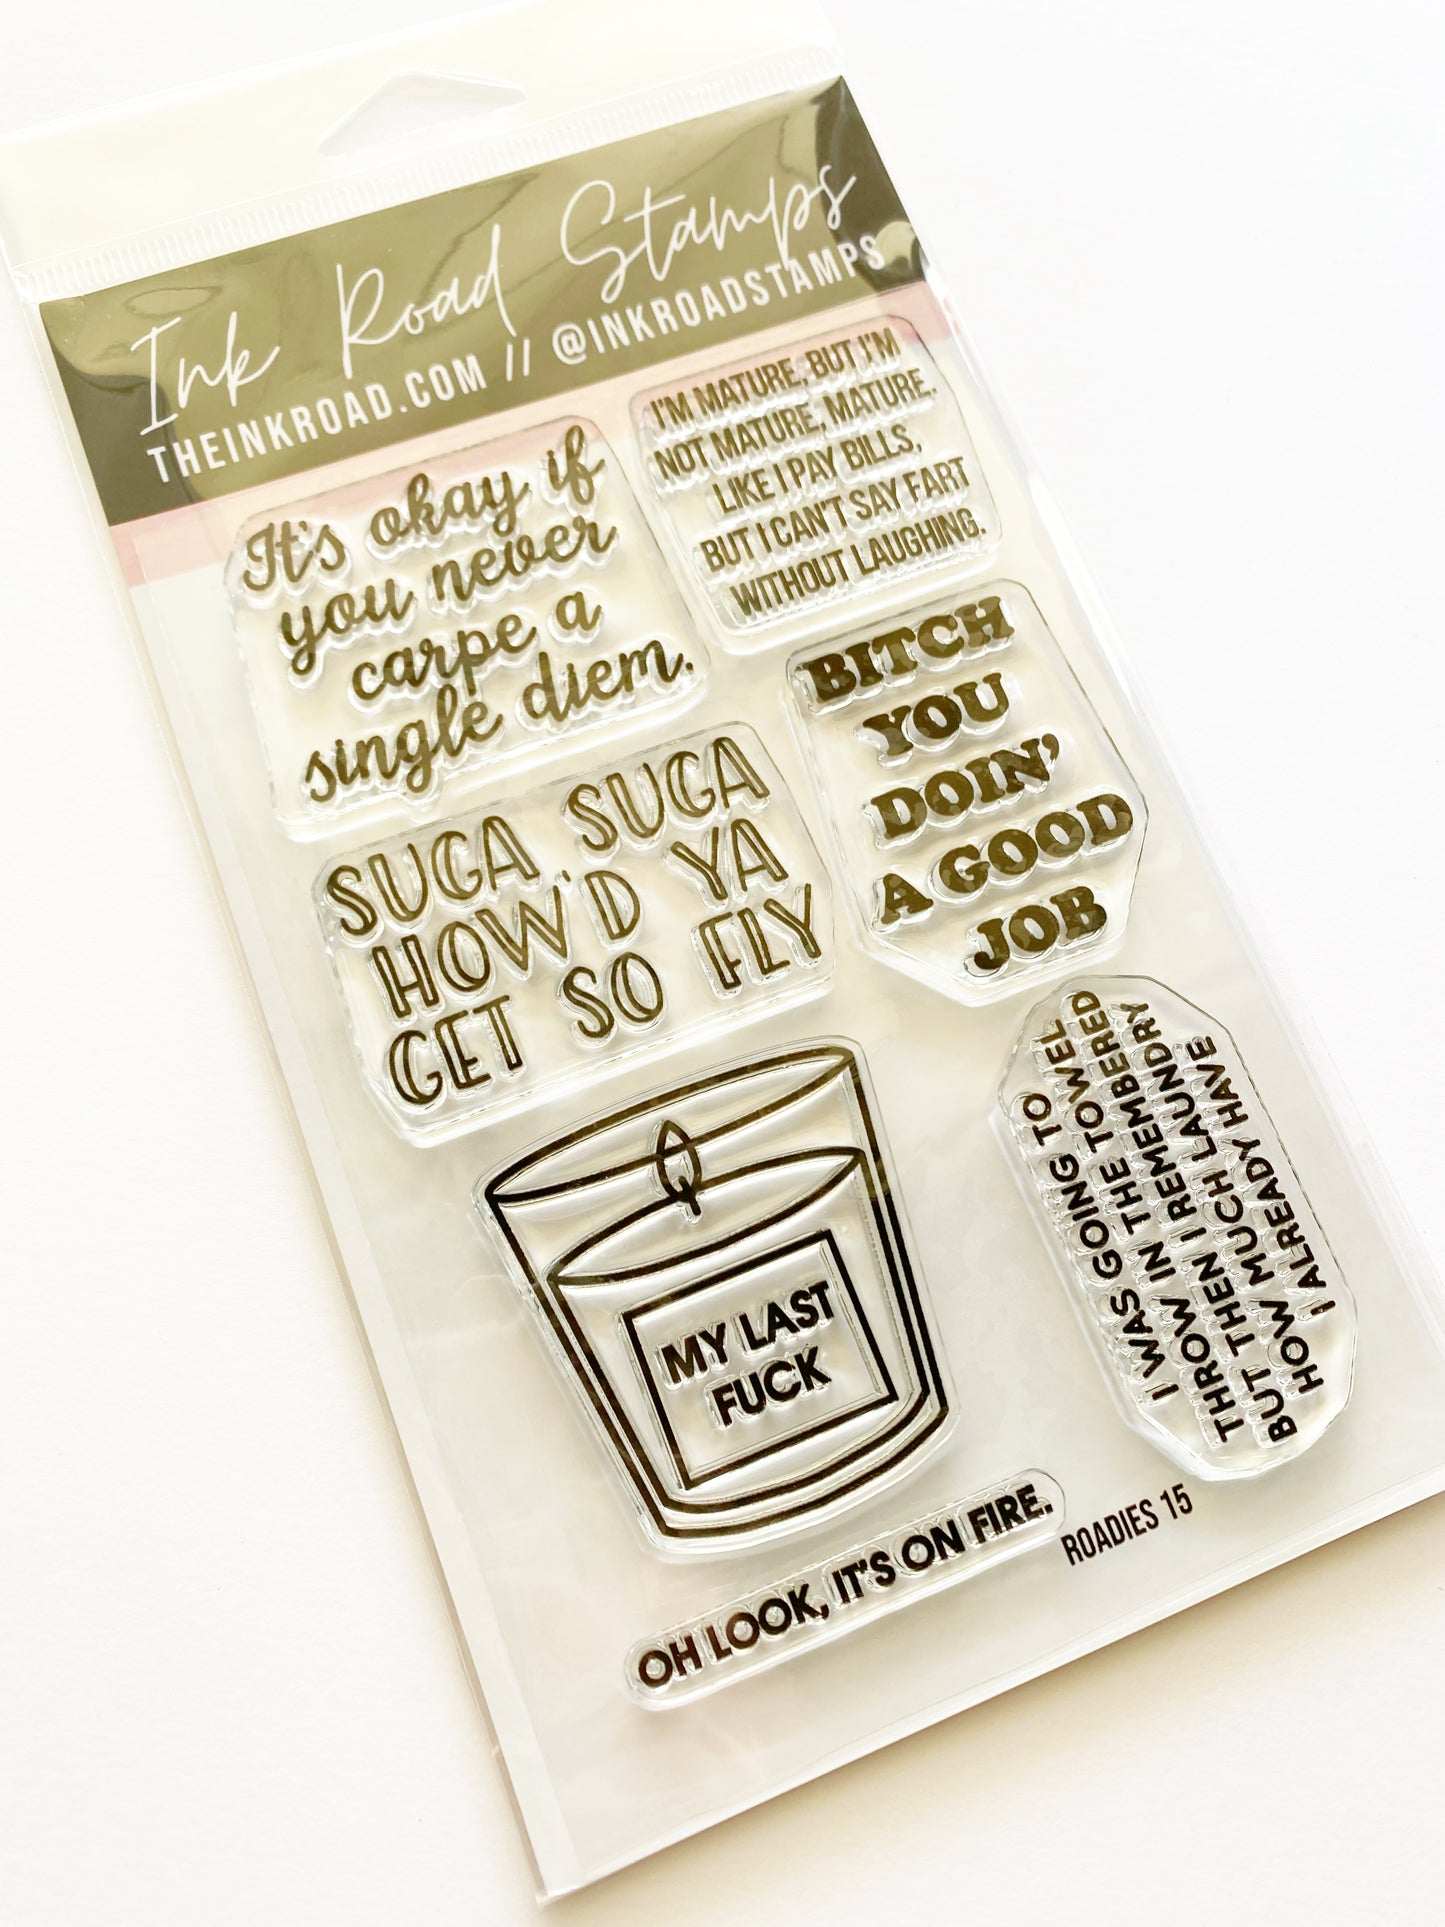 Ink Road Stamps
THEINKROAD.COM // @INKROADSTAMPS
It's okay if
you never
carpe a
single diem.
I'M MATURE, BUT I'M
NOT MATURE, MATURE.
LIKE I PAY BILLS,
BUT I CAN'T SAY FART
WITHOUT LAUGHING.
SUGA SUGA
HOW'D YA
GET SO FLY
BITCH
YOU
DOIN'
A GOOD
JOB
MY LAST
FUCK
I WAS GOING TO
THROW IN THE TOWEL
BUT THEN I REMEMBERED
HOW MUCH LAUNDRY
I ALREADY HAVE
OH LOOK, IT'S ON FIRE.
ROADIES 15